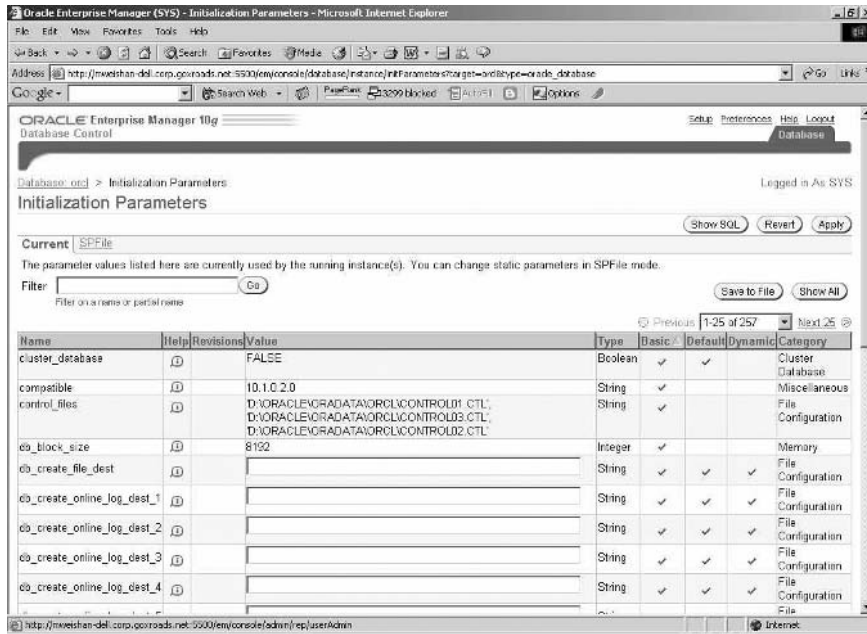 Oracle Enterprise Manager (SYS) - Initialization Parameters - Microsoft Internet Explorer
File Edit View Favorites Tools Help
Back Search Favorites Media
Address http://mweishan-dell.corp.goxroads.net:5500/em/console/database/instance/initParameters?target=orcl&type=oracle_database Go Links
Google Search Web PageRank 3299 blocked AutoFill Options
ORACLE Enterprise Manager 10g
Database Control
Setup Preferences Help Logout
Database
Database: orcl > Initialization Parameters
Logged in As SYS
Initialization Parameters
Show SQL Revert Apply
Current SPFile
The parameter values listed here are currently used by the running instance(s). You can change static parameters in SPFile mode.
Filter Go
Filter on a name or partial name
Save to File Show All
Previous 1-25 of 257 Next 25
Name Help Revisions Value Type Basic Default Dynamic Category
cluster_database FALSE Boolean Cluster Database
compatible 10.1.0.2.0 String Miscellaneous
control_files 'D:\ORACLE\ORADATA\ORCL\CONTROL01.CTL', String File Configuration
'D:\ORACLE\ORADATA\ORCL\CONTROL03.CTL',
'D:\ORACLE\ORADATA\ORCL\CONTROL02.CTL'
db_block_size 8192 Integer Memory
db_create_file_dest String File Configuration
db_create_online_log_dest_1 String File Configuration
db_create_online_log_dest_2 String File Configuration
db_create_online_log_dest_3 String File Configuration
db_create_online_log_dest_4 String File Configuration
File
http://mweishan-dell.corp.goxroads.net:5500/em/console/admin/rep/userAdmin Internet